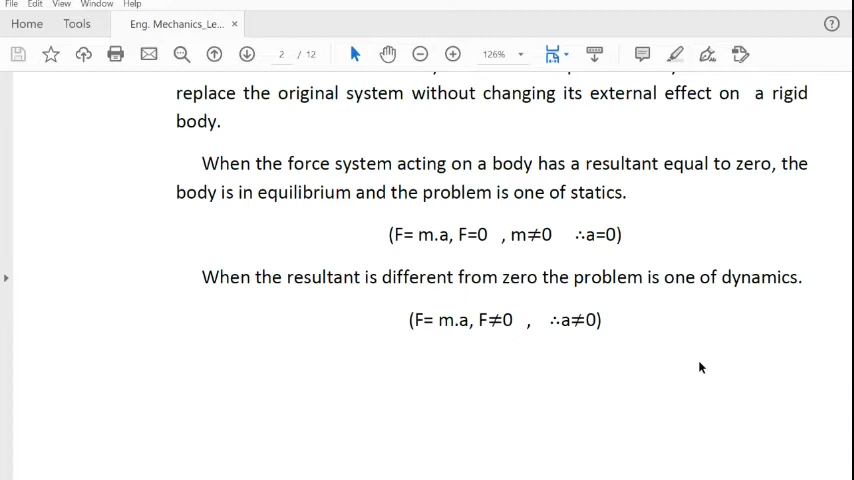 File Edit View Window Help
Home Tools Eng. Mechanics_Le... ×
2 / 12 126%
replace the original system without changing its external effect on a rigid
body.
When the force system acting on a body has a resultant equal to zero, the
body is in equilibrium and the problem is one of statics.
(F= m.a, F=0 , m≠0 ∴a=0)
When the resultant is different from zero the problem is one of dynamics.
(F= m.a, F≠0 , ∴a≠0)